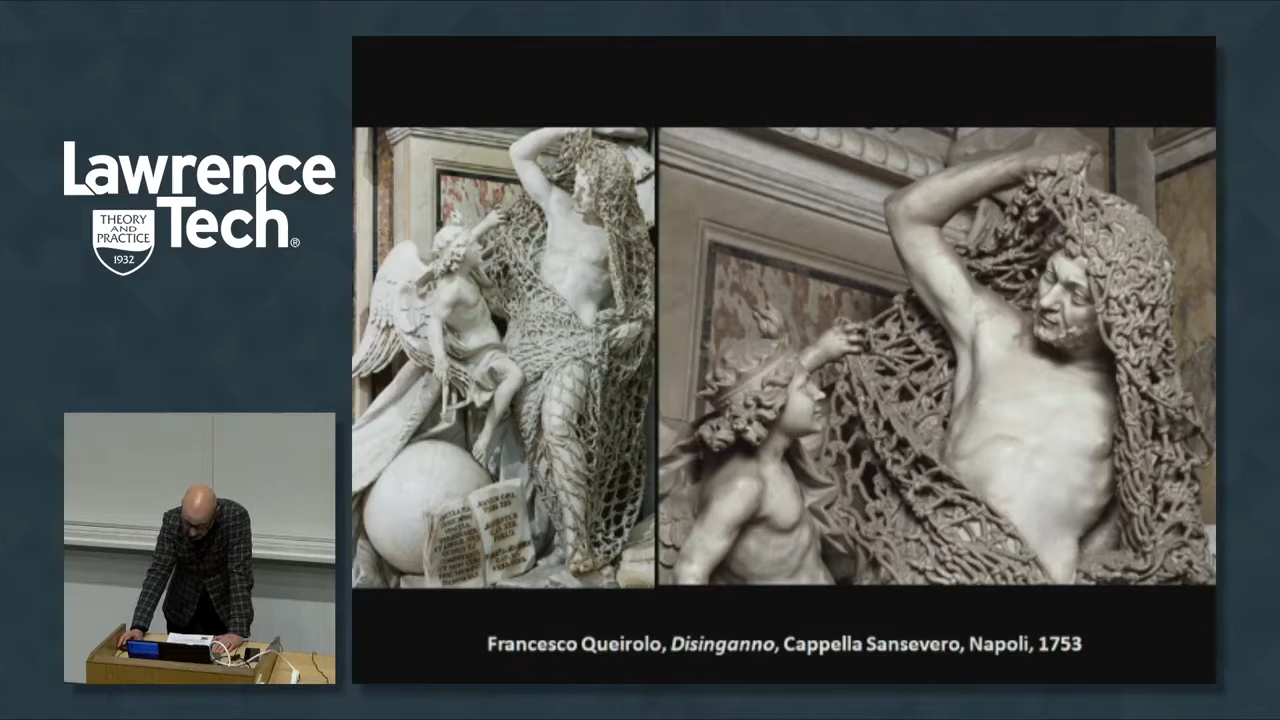 Lawrence
Tech®
THEORY
AND
PRACTICE
1932
Francesco Queirolo, Disinganno, Cappella Sansevero, Napoli, 1753